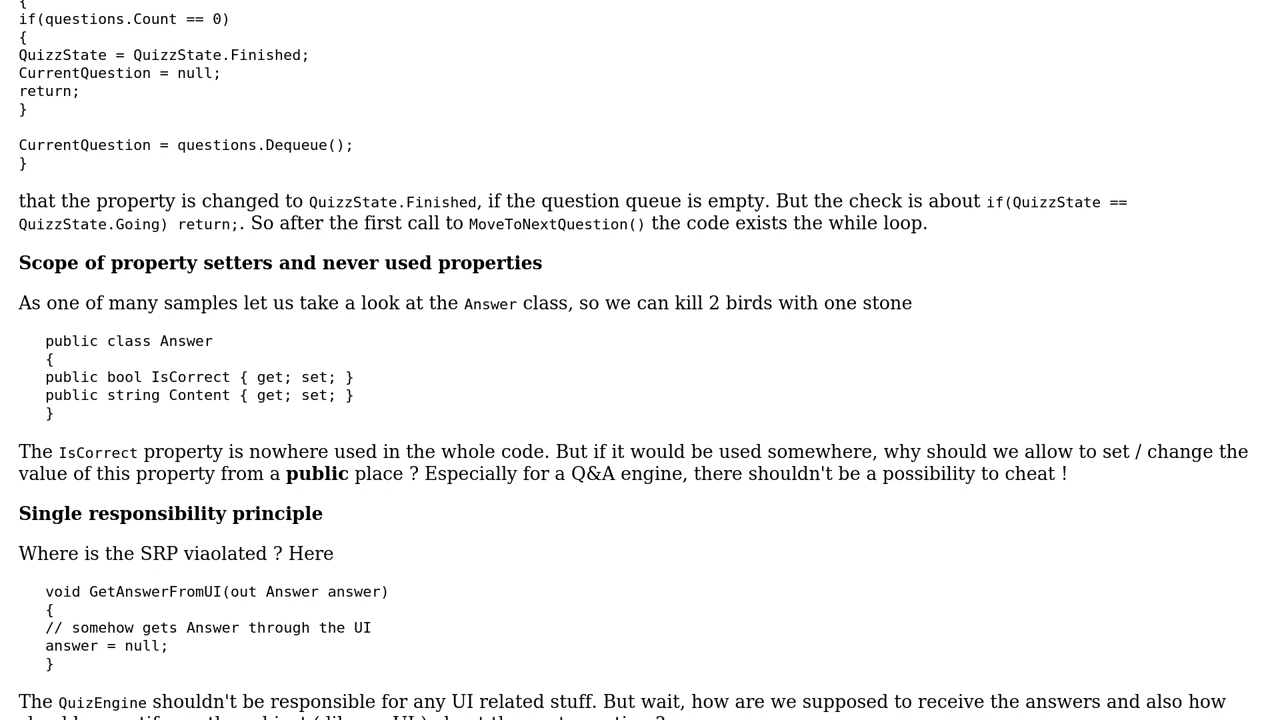 {
if(questions.Count == 0)
{
QuizzState = QuizzState.Finished;
CurrentQuestion = null;
return;
}
CurrentQuestion = questions.Dequeue();
}
that the property is changed to QuizzState.Finished, if the question queue is empty. But the check is about if(QuizzState ==
QuizzState.Going) return;. So after the first call to MoveToNextQuestion() the code exists the while loop.
Scope of property setters and never used properties
As one of many samples let us take a look at the Answer class, so we can kill 2 birds with one stone
public class Answer
{
public bool IsCorrect { get; set; }
public string Content { get; set; }
}
The IsCorrect property is nowhere used in the whole code. But if it would be used somewhere, why should we allow to set / change the
value of this property from a public place ? Especially for a Q&A engine, there shouldn't be a possibility to cheat !
Single responsibility principle
Where is the SRP viaolated ? Here
void GetAnswerFromUI(out Answer answer)
{
// somehow gets Answer through the UI
answer = null;
}
The QuizEngine shouldn't be responsible for any UI related stuff. But wait, how are we supposed to receive the answers and also how